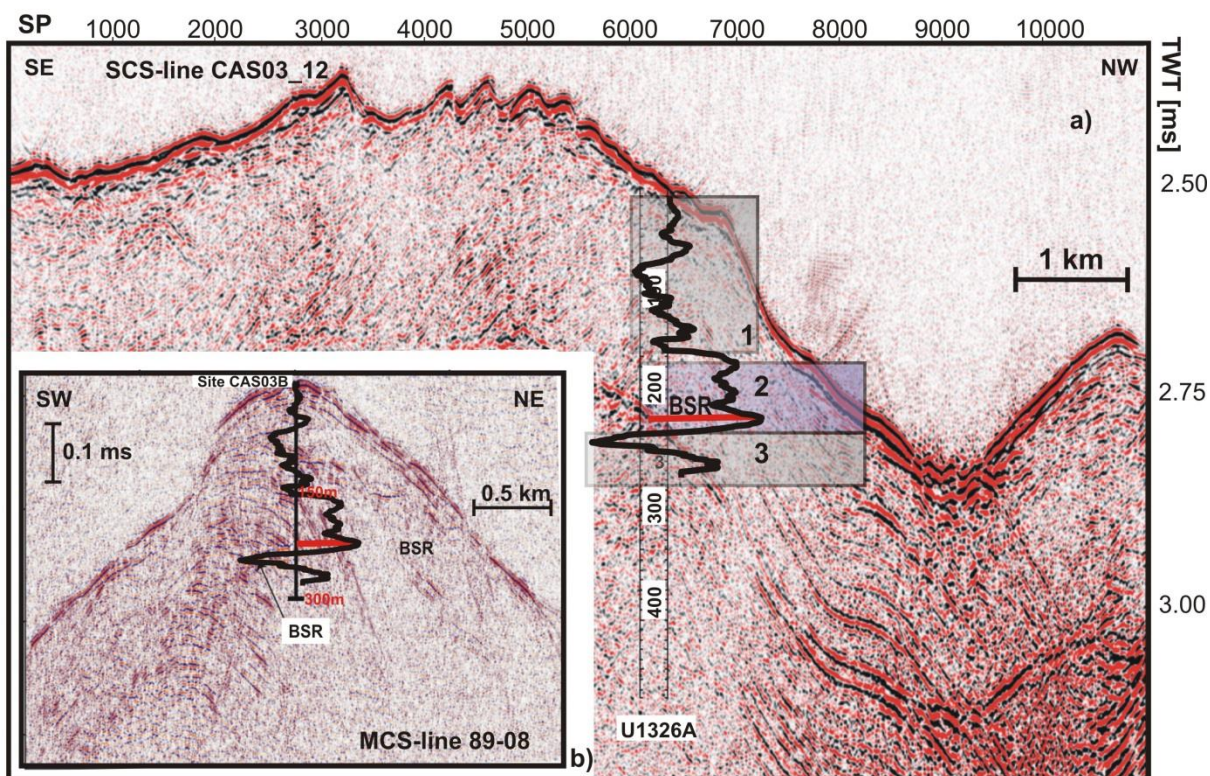 SP
1000 2000 3000 4000 5000 6000 7000 8000 9000 10000
SE
SCS-line CAS03_12
NW
a)
TWT [ms]
2.50
1 km
1
200
2
BSR
3
2.75
300
400
3.00
U1326A
Site CAS03B
SW
NE
0.1 ms
150m
0.5 km
BSR
300m
BSR
MCS-line 89-08
b)